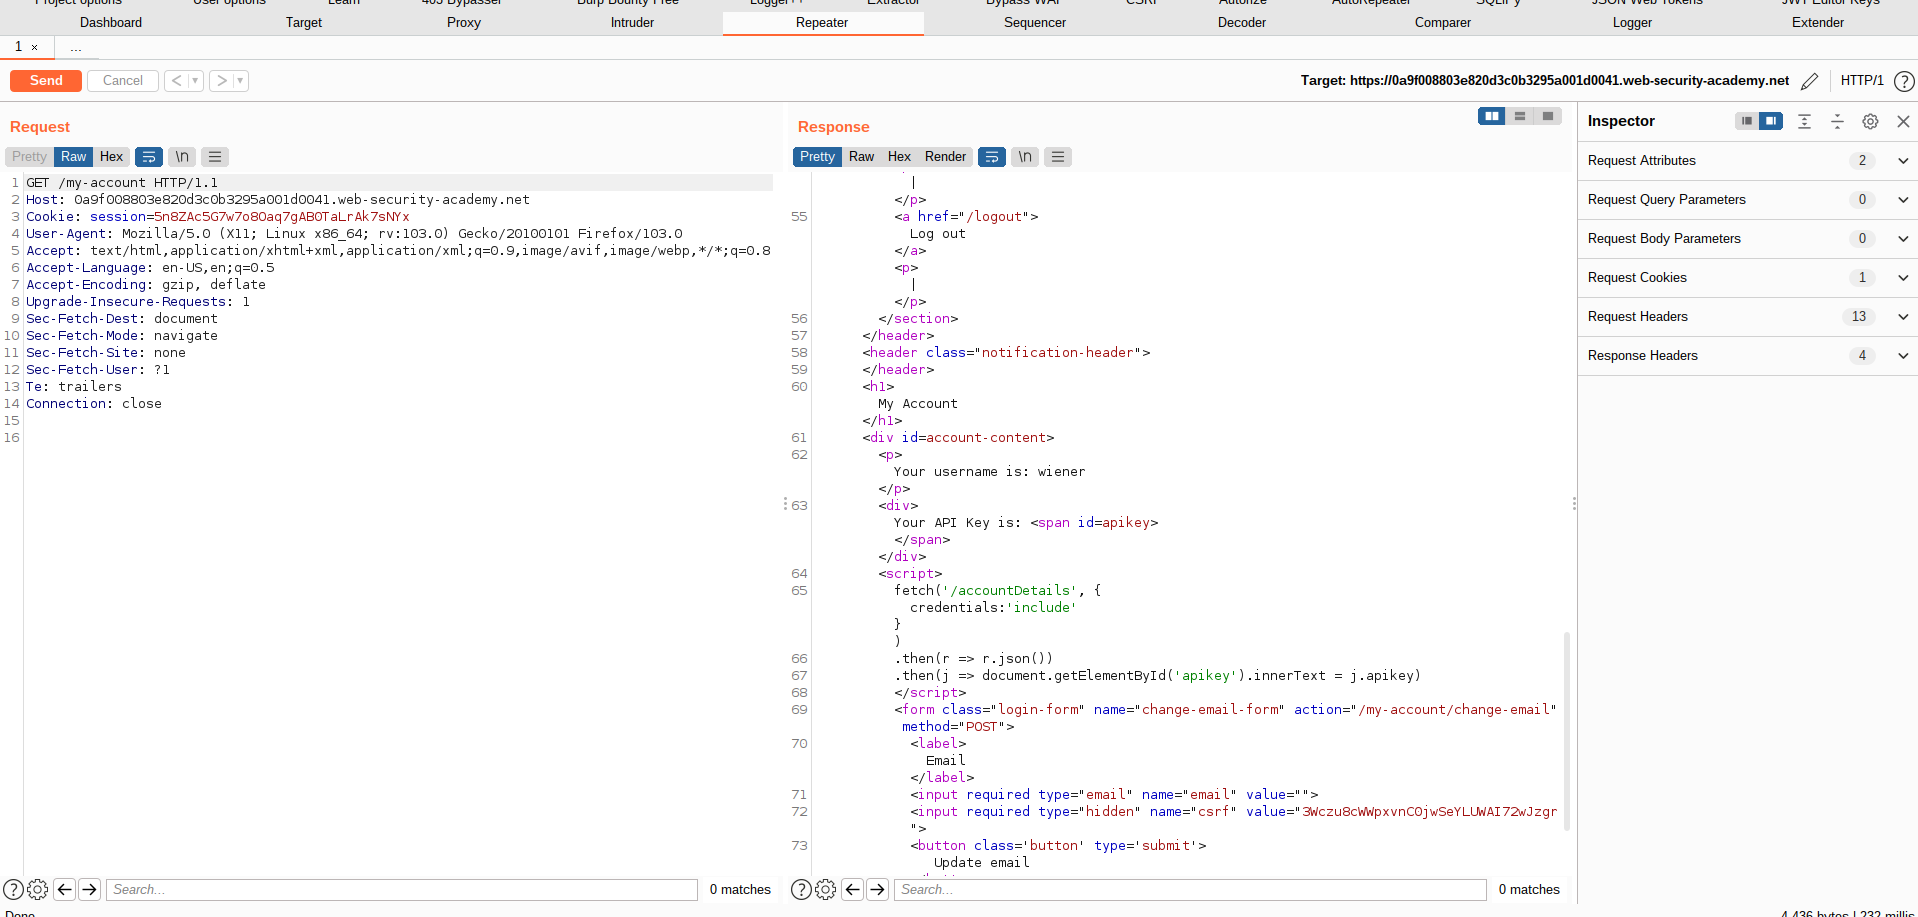 Project options User options Learn 403 Bypasser Burp Bounty Free Logger++ Extractor Bypass WAF CSRF Authorize AutoRepeater SQLiPy JSON Web Tokens JWT Editor Keys
Dashboard Target Proxy Intruder Repeater Sequencer Decoder Comparer Logger Extender
1 × ...
Send Cancel < > Target: https://0a9f008803e820d3c0b3295a001d0041.web-security-academy.net HTTP/1 ?
Request
Pretty Raw Hex \n
1 GET /my-account HTTP/1.1
2 Host: 0a9f008803e820d3c0b3295a001d0041.web-security-academy.net
3 Cookie: session=5n8ZAc5G7w7o8Oaq7gAB0TaLrAk7sNYx
4 User-Agent: Mozilla/5.0 (X11; Linux x86_64; rv:103.0) Gecko/20100101 Firefox/103.0
5 Accept: text/html,application/xhtml+xml,application/xml;q=0.9,image/avif,image/webp,*/*;q=0.8
6 Accept-Language: en-US,en;q=0.5
7 Accept-Encoding: gzip, deflate
8 Upgrade-Insecure-Requests: 1
9 Sec-Fetch-Dest: document
10 Sec-Fetch-Mode: navigate
11 Sec-Fetch-Site: none
12 Sec-Fetch-User: ?1
13 Te: trailers
14 Connection: close
15
16
? Search... 0 matches
Response
Pretty Raw Hex Render \n
|
</p>
55 <a href="/logout">
Log out
</a>
<p>
|
</p>
56 </section>
57 </header>
58 <header class="notification-header">
59 </header>
60 <h1>
My Account
</h1>
61 <div id=account-content>
62 <p>
Your username is: wiener
</p>
63 <div>
Your API Key is: <span id=apikey>
</span>
</div>
64 <script>
65 fetch('/accountDetails', {
credentials:'include'
}
)
66 .then(r => r.json())
67 .then(j => document.getElementById('apikey').innerText = j.apikey)
68 </script>
69 <form class="login-form" name="change-email-form" action="/my-account/change-email"
method="POST">
70 <label>
Email
</label>
71 <input required type="email" name="email" value="">
72 <input required type="hidden" name="csrf" value="3Wczu8cWWpxvnC0jwSeYLUWAI72wJzgr
">
73 <button class='button' type='submit'>
Update email
? Search... 0 matches
Inspector
Request Attributes 2
Request Query Parameters 0
Request Body Parameters 0
Request Cookies 1
Request Headers 13
Response Headers 4
Done
4,436 bytes | 232 millis